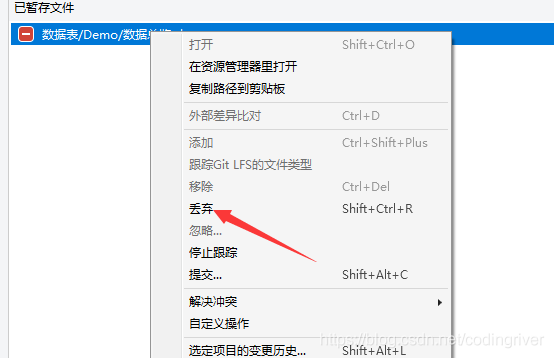 已暂存文件
数据表/Demo/数据
打开 Shift+Ctrl+O
在资源管理器里打开
复制路径到剪贴板
外部差异比对 Ctrl+D
添加 Ctrl+Shift+Plus
跟踪Git LFS的文件类型
移除 Ctrl+Del
丢弃 Shift+Ctrl+R
忽略...
停止跟踪
提交... Shift+Alt+C
解决冲突
自定义操作
https://blog.csdn.net/codingriver
选定项目的变更历史... Shift+Alt+L